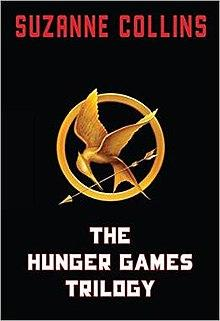 SUZANNE COLLINS
THE
HUNGER GAMES
TRILOGY